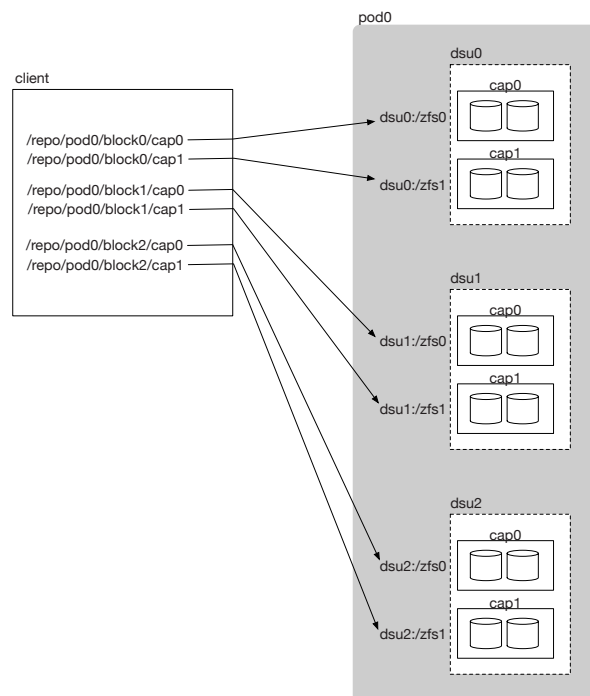 pod0
dsu0
client
cap0
/repo/pod0/block0/cap0
dsu0:/zfs0
/repo/pod0/block0/cap1
cap1
/repo/pod0/block1/cap0
dsu0:/zfs1
/repo/pod0/block1/cap1
/repo/pod0/block2/cap0
/repo/pod0/block2/cap1
dsu1
cap0
dsu1:/zfs0
cap1
dsu1:/zfs1
dsu2
cap0
dsu2:/zfs0
cap1
dsu2:/zfs1